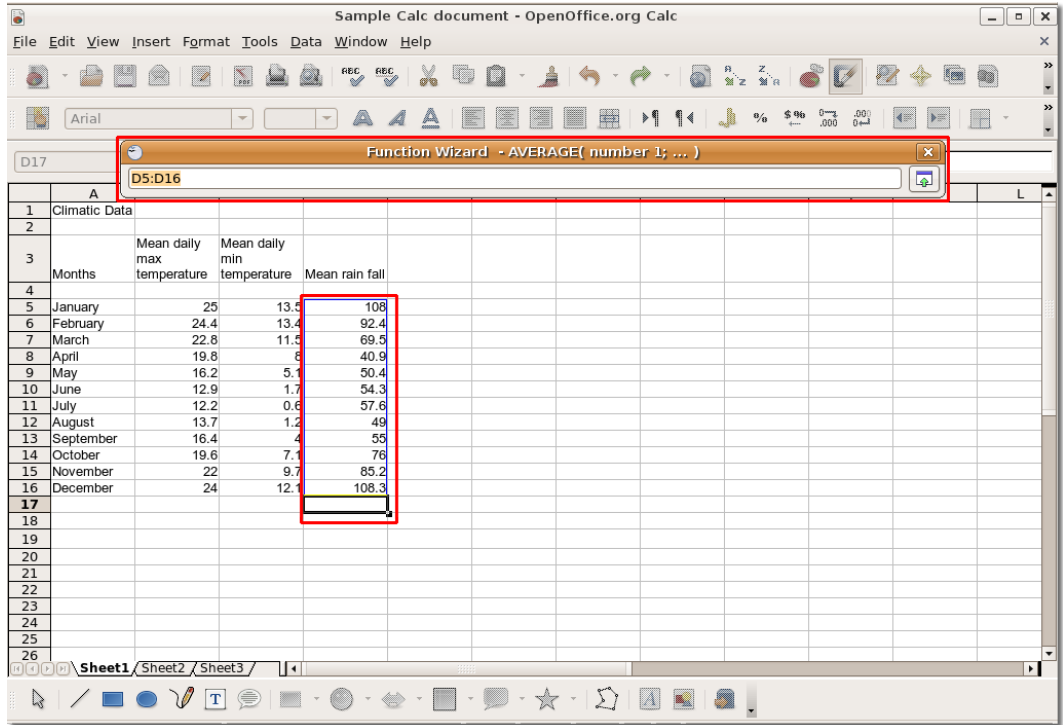 Sample Calc document - OpenOffice.org Calc
File Edit View Insert Format Tools Data Window Help
Arial
D17
Function Wizard - AVERAGE( number 1; ... )
D5:D16
A L
1 Climatic Data
2
3 Months Mean daily max temperature Mean daily min temperature Mean rain fall
4
5 January 25 13.5 108
6 February 24.4 13.4 92.4
7 March 22.8 11.5 69.5
8 April 19.8 8 40.9
9 May 16.2 5.1 50.4
10 June 12.9 1.7 54.3
11 July 12.2 0.6 57.6
12 August 13.7 1.2 49
13 September 16.4 4 55
14 October 19.6 7.1 76
15 November 22 9.7 85.2
16 December 24 12.1 108.3
17
18
19
20
21
22
23
24
25
26
Sheet1 Sheet2 Sheet3